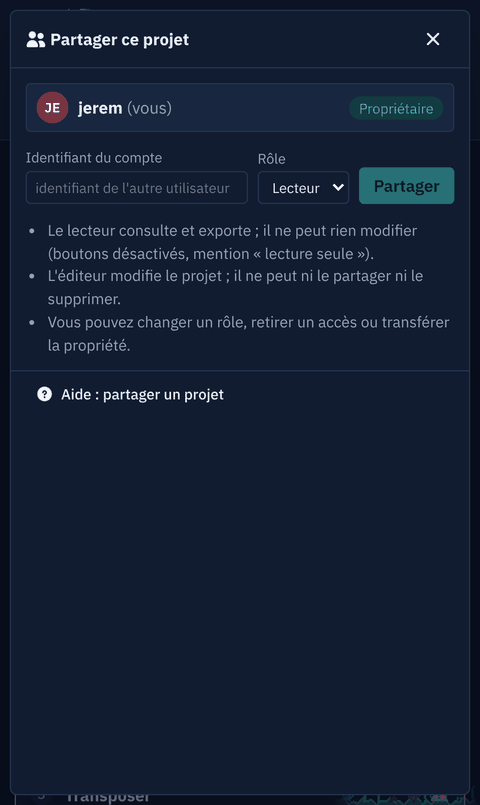 Partager ce projet
JE jerem (vous) Propriétaire
Identifiant du compte Rôle
identifiant de l'autre utilisateur Lecteur Partager
• Le lecteur consulte et exporte ; il ne peut rien modifier
(boutons désactivés, mention « lecture seule »).
• L'éditeur modifie le projet ; il ne peut ni le partager ni le
supprimer.
• Vous pouvez changer un rôle, retirer un accès ou transférer
la propriété.
Aide : partager un projet
Transposer